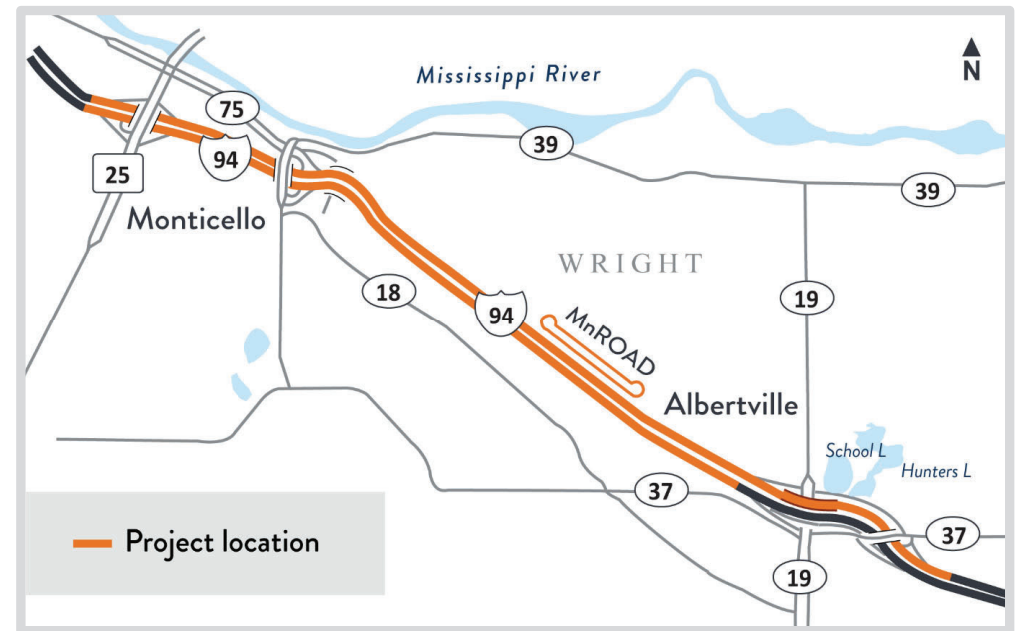 Mississippi River
N
75
39
94
25
39
Monticello
WRIGHT
18
19
94
MnROAD
Albertville
School L
Hunters L
37
37
Project location
19